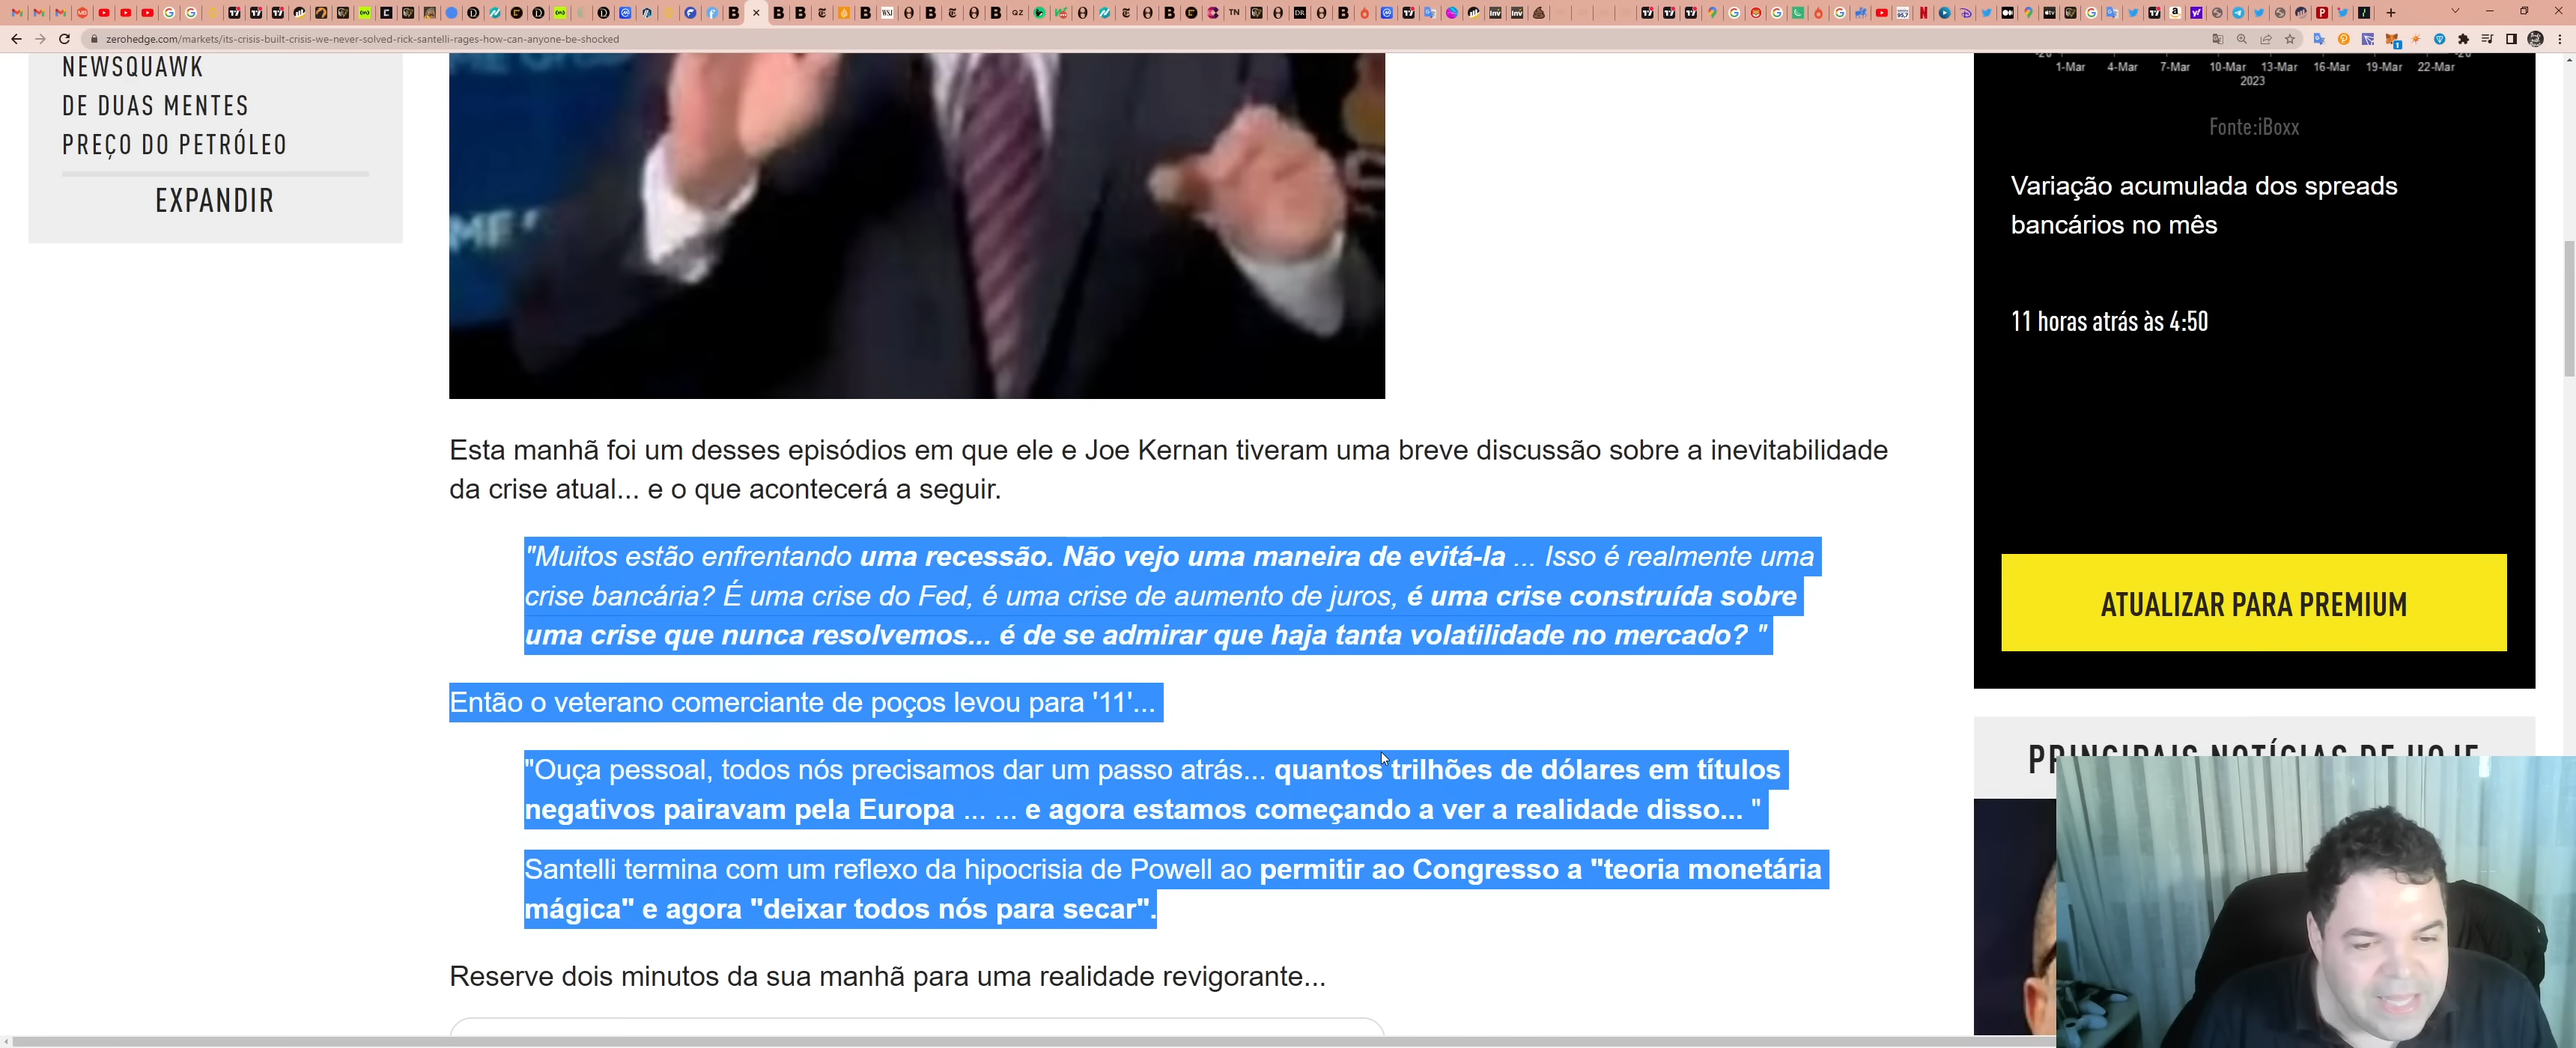 zerohedge.com/markets/its-crisis-built-crisis-we-never-solved-rick-santelli-rages-how-can-anyone-be-shocked
NEWSQUAWK
DE DUAS MENTES
PREÇO DO PETRÓLEO
EXPANDIR
ME
Esta manhã foi um desses episódios em que ele e Joe Kernan tiveram uma breve discussão sobre a inevitabilidade
da crise atual... e o que acontecerá a seguir.
"Muitos estão enfrentando uma recessão. Não vejo uma maneira de evitá-la ... Isso é realmente uma
crise bancária? É uma crise do Fed, é uma crise de aumento de juros, é uma crise construída sobre
uma crise que nunca resolvemos... é de se admirar que haja tanta volatilidade no mercado? "
Então o veterano comerciante de poços levou para '11'...
"Ouça pessoal, todos nós precisamos dar um passo atrás... quantos trilhões de dólares em títulos
negativos pairavam pela Europa ... ... e agora estamos começando a ver a realidade disso... "
Santelli termina com um reflexo da hipocrisia de Powell ao permitir ao Congresso a "teoria monetária
mágica" e agora "deixar todos nós para secar".
Reserve dois minutos da sua manhã para uma realidade revigorante...
1-Mar 4-Mar 7-Mar 10-Mar 13-Mar 16-Mar 19-Mar 22-Mar
2023
Fonte:iBoxx
Variação acumulada dos spreads
bancários no mês
11 horas atrás às 4:50
ATUALIZAR PARA PREMIUM
PRINCIPAIS NOTÍCIAS DE HOJE